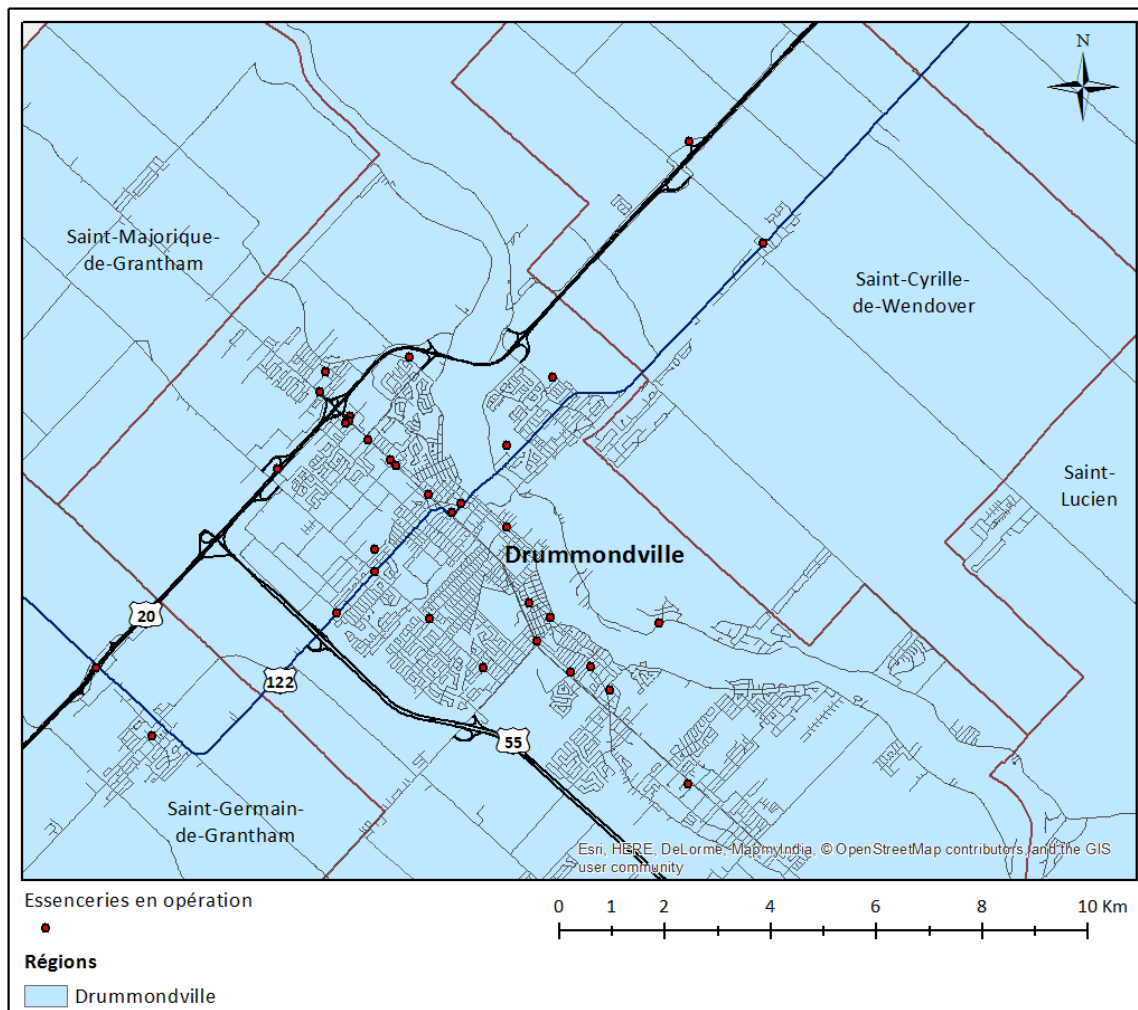 N
Saint-Majorique-
de-Grantham
Saint-Cyrille-
de-Wendover
Saint-
Lucien
Drummondville
20
122
55
Saint-Germain-
de-Grantham
Esri, HERE, DeLorme, MapmyIndia, © OpenStreetMap contributors, and the GIS
user community
Essenceries en opération
0 1 2 4 6 8 10 Km
Régions
Drummondville